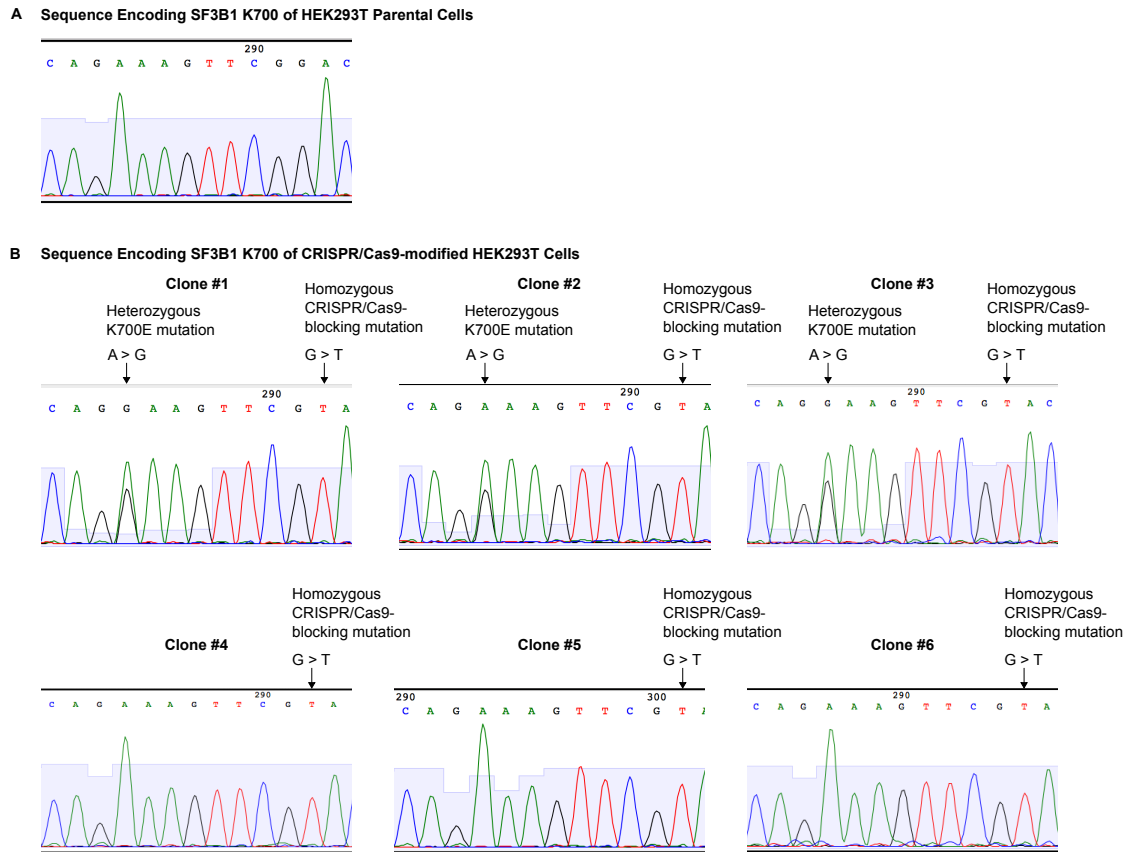 A Sequence Encoding SF3B1 K700 of HEK293T Parental Cells
290
C A G A A A G T T C G G A C
B Sequence Encoding SF3B1 K700 of CRISPR/Cas9-modified HEK293T Cells
Clone #1
Heterozygous
K700E mutation
A > G
Homozygous
CRISPR/Cas9-
blocking mutation
G > T
290
C A G G A A G T T C G T A
Clone #2
Heterozygous
K700E mutation
A > G
Homozygous
CRISPR/Cas9-
blocking mutation
G > T
290
C A G A A A G T T C G T A
Clone #3
Heterozygous
K700E mutation
A > G
Homozygous
CRISPR/Cas9-
blocking mutation
G > T
290
C A G G A A G T T C G T A C
Clone #4
Homozygous
CRISPR/Cas9-
blocking mutation
G > T
290
C A G A A A G T T C G T A
Clone #5
Homozygous
CRISPR/Cas9-
blocking mutation
G > T
290 300
C A G A A A G T T C G T A
Clone #6
Homozygous
CRISPR/Cas9-
blocking mutation
G > T
290
C A G A A A G T T C G T A